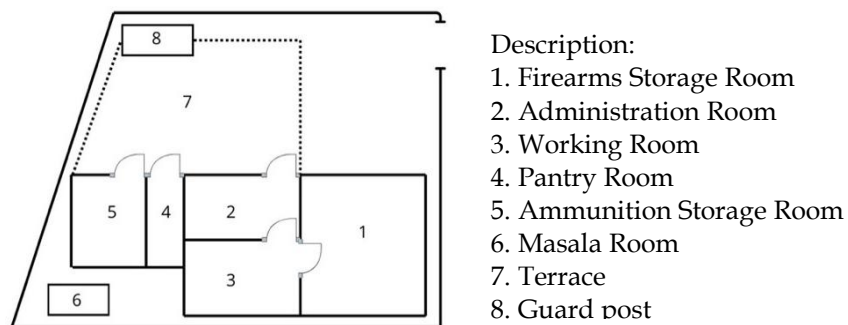 8
7
5
4
2
1
3
6
Description:
1. Firearms Storage Room
2. Administration Room
3. Working Room
4. Pantry Room
5. Ammunition Storage Room
6. Masala Room
7. Terrace
8. Guard post